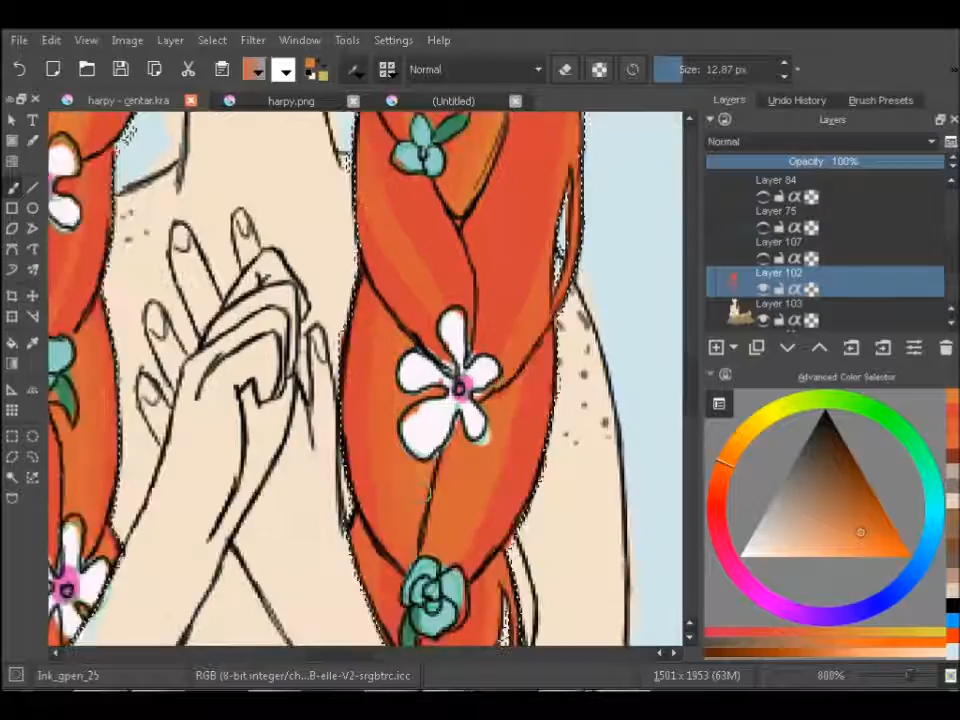 File Edit View Image Layer Select Filter Window Tools Settings Help
Normal Size: 12.87 px
harpy - centar.kra harpy.png (Untitled) Layers Undo History Brush Presets
Layers
Normal
Opacity 100%
Layer 84
Layer 75
Layer 107
Layer 102
Layer 103
Advanced Color Selector
Ink_gpen_25 RGB (8-bit integer/ch...B-elle-V2-srgbtrc.icc 1501 x 1953 (63M) 800%